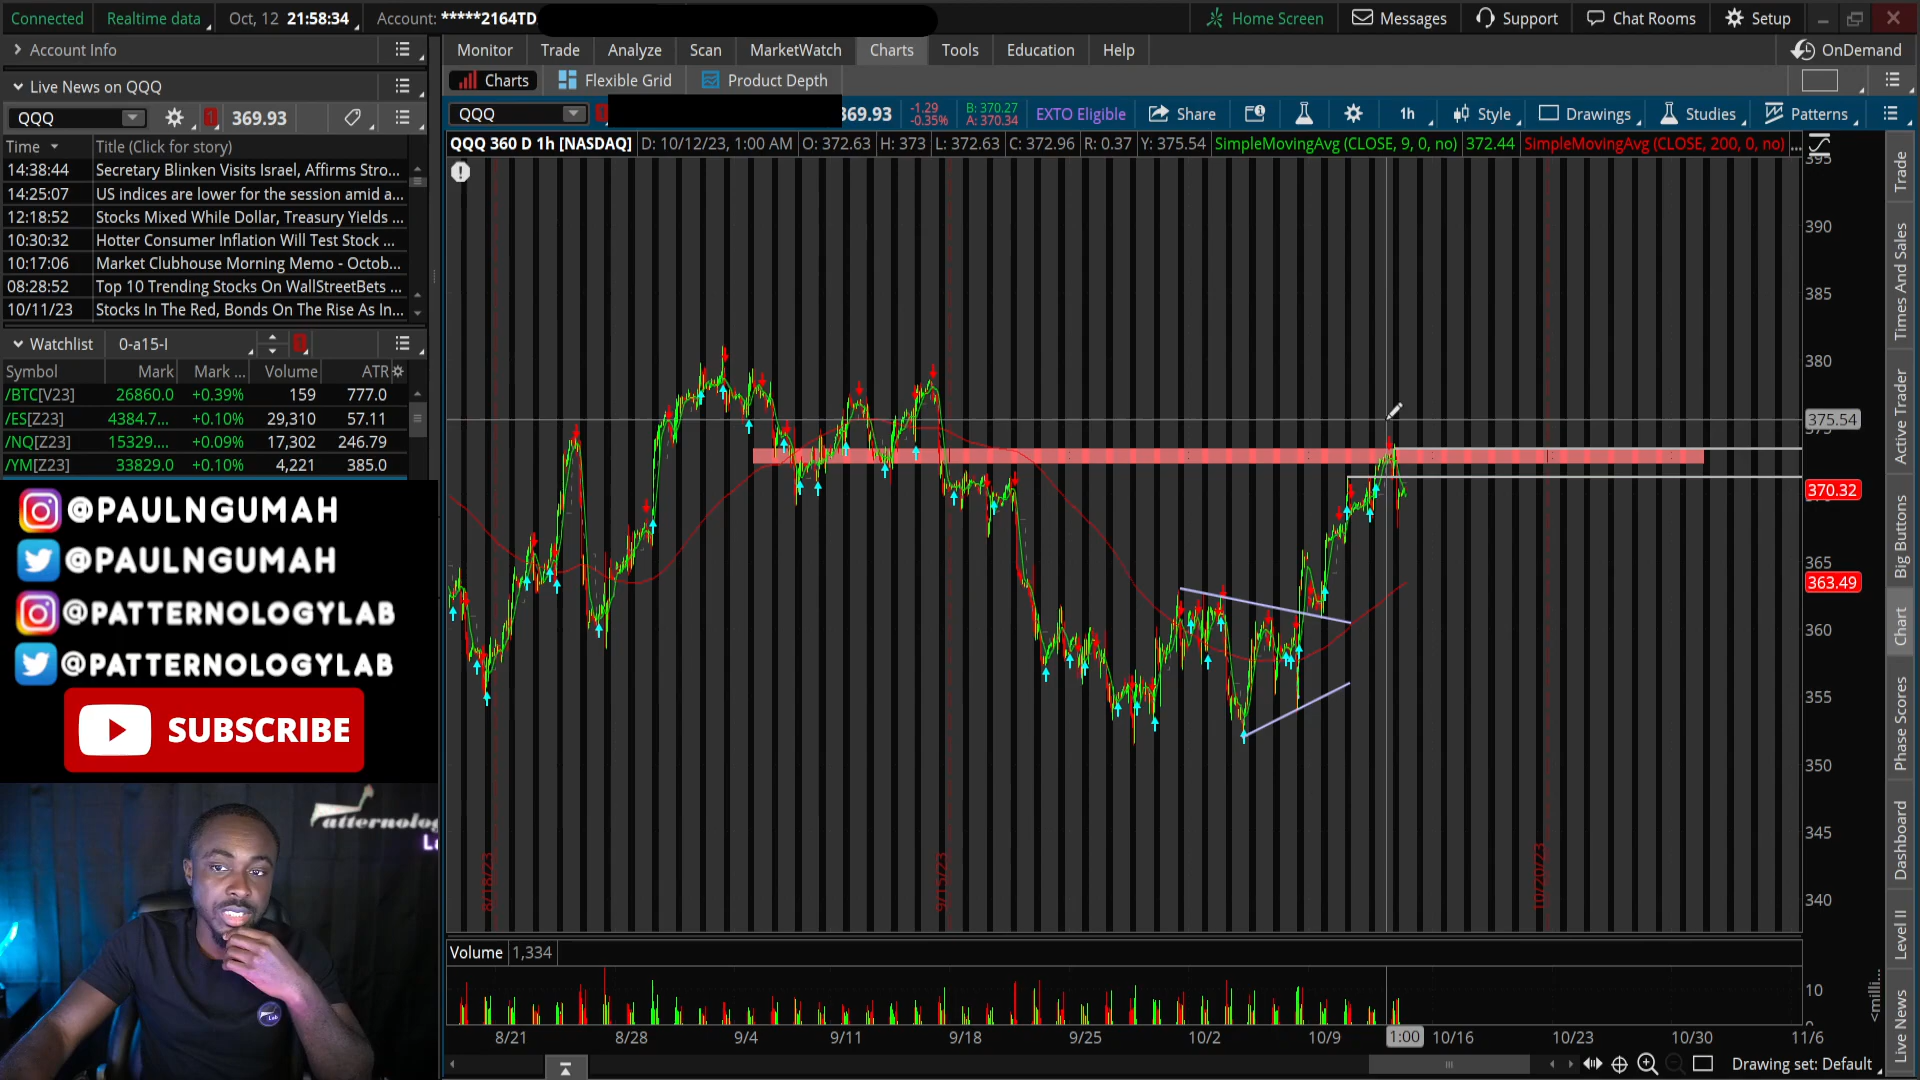 Connected Realtime data Oct, 12 21:58:34 Account: *****2164TD Home Screen Messages Support Chat Rooms Setup
Account Info
Monitor Trade Analyze Scan MarketWatch Charts Tools Education Help OnDemand
Live News on QQQ
Charts Flexible Grid Product Depth
QQQ 369.93
QQQ 369.93 -1.29 -0.35% B: 370.27 A: 370.34 EXTO Eligible Share 1h Style Drawings Studies Patterns
QQQ 360 D 1h [NASDAQ] D: 10/12/23, 1:00 AM O: 372.63 H: 373 L: 372.63 C: 372.96 R: 0.37 Y: 375.54 SimpleMovingAvg (CLOSE, 9, 0, no) 372.44 SimpleMovingAvg (CLOSE, 200, 0, no) ...
Time Title (Click for story)
14:38:44 Secretary Blinken Visits Israel, Affirms Stro...
14:25:07 US indices are lower for the session amid a...
12:18:52 Stocks Mixed While Dollar, Treasury Yields ...
10:30:32 Hotter Consumer Inflation Will Test Stock ...
10:17:06 Market Clubhouse Morning Memo - Octob...
08:28:52 Top 10 Trending Stocks On WallStreetBets ...
10/11/23 Stocks In The Red, Bonds On The Rise As In...
Watchlist 0-a15-I
Symbol Mark Mark ... Volume ATR
/BTC[V23] 26860.0 +0.39% 159 777.0
/ES[Z23] 4384.7... +0.10% 29,310 57.11
/NQ[Z23] 15329.... +0.09% 17,302 246.79
/YM[Z23] 33829.0 +0.10% 4,221 385.0
@PAULNGUMAH
@PAULNGUMAH
@PATTERNOLOGYLAB
@PATTERNOLOGYLAB
SUBSCRIBE
395
390
385
380
375.54
375
370.32
365
363.49
360
355
350
345
340
8/18/23
9/15/23
10/20/23
Volume 1,334
10
<milli...
8/21 8/28 9/4 9/11 9/18 9/25 10/2 10/9 1:00 10/16 10/23 10/30 11/6
Drawing set: Default
Trade
Times And Sales
Active Trader
Big Buttons
Chart
Phase Scores
Dashboard
Level II
Live News